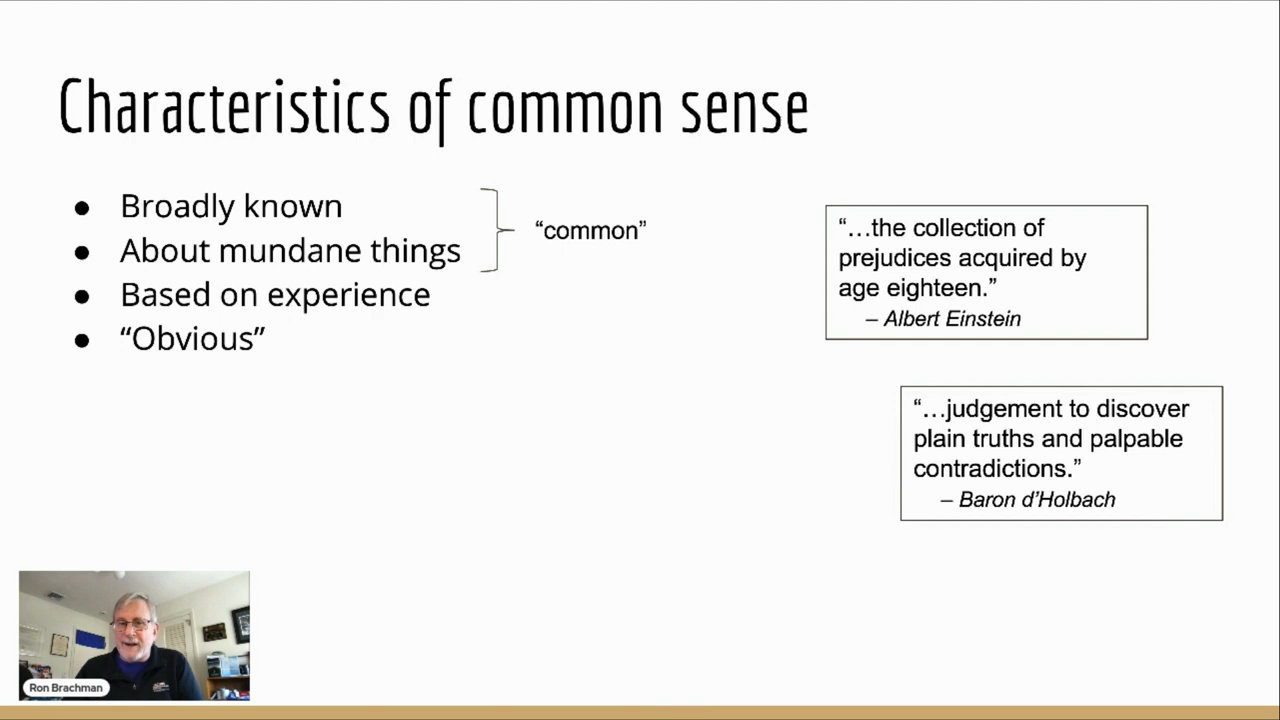 Characteristics of common sense
● Broadly known
● About mundane things
● Based on experience
● “Obvious”
“common”
“…the collection of
prejudices acquired by
age eighteen.”
– Albert Einstein
“…judgement to discover
plain truths and palpable
contradictions.”
– Baron d’Holbach
Ron Brachman